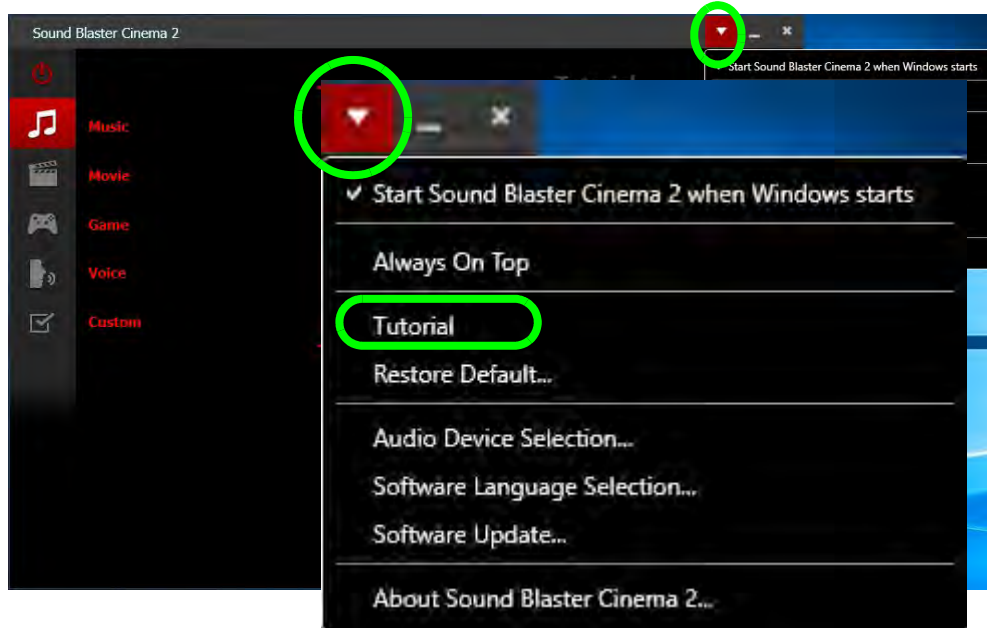 Sound Blaster Cinema 2
Start Sound Blaster Cinema 2 when Windows starts
Music
Movie
Game
Voice
Custom
Start Sound Blaster Cinema 2 when Windows starts
Always On Top
Tutorial
Restore Default...
Audio Device Selection...
Software Language Selection...
Software Update...
About Sound Blaster Cinema 2...